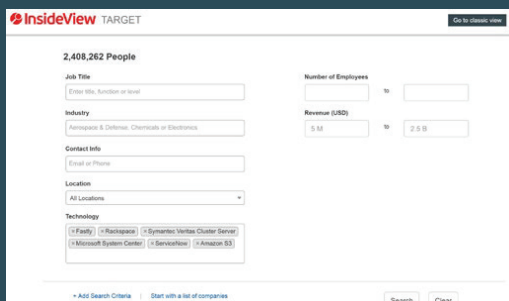 InsideView TARGET
Go to classic view
2,408,262 People
Job Title
Enter title, function or level
Industry
Aerospace & Defense, Chemicals or Electronics
Contact Info
Email or Phone
Location
All Locations
Technology
× Fastly × Rackspace × Symantec Veritas Cluster Server
× Microsoft System Center × ServiceNow × Amazon S3
Number of Employees
to
Revenue (USD)
5 M to 2.5 B
+ Add Search Criteria | Start with a list of companies
Search Clear